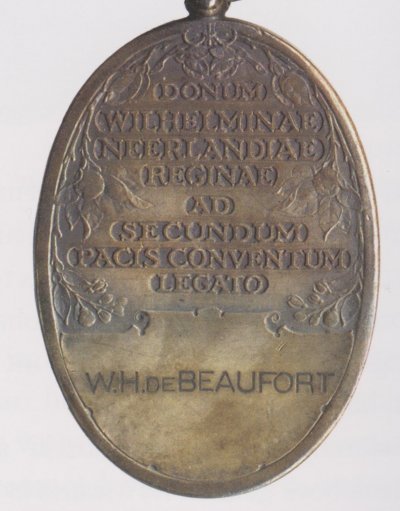 DONUM
WILHELMINAE
NEERLANDIAE
REGINAE
AD
SECUNDUM
PACIS CONVENTUM
LEGATO
W.H. DE BEAUFORT